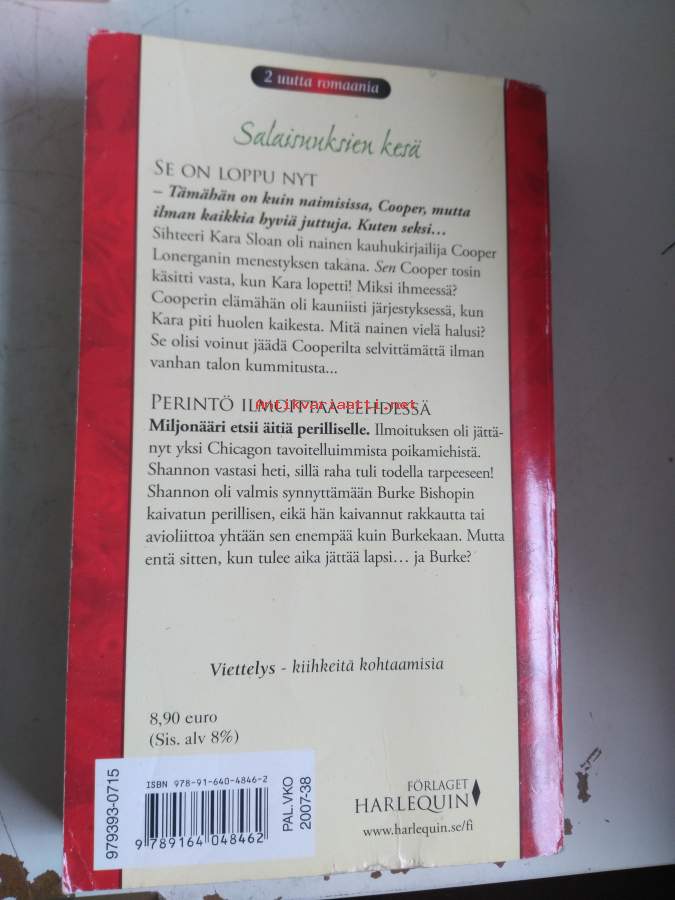 2 uutta romaania
Salaisuuksien kesä
SE ON LOPPU NYT
– Tämähän on kuin naimisissa, Cooper, mutta
ilman kaikkia hyviä juttuja. Kuten seksi...
Sihteeri Kara Sloan oli nainen kauhukirjailija Cooper
Lonerganin menestyksen takana. Sen Cooper tosin
käsitti vasta, kun Kara lopetti! Miksi ihmeessä?
Cooperin elämähän oli kauniisti järjestyksessä, kun
Kara piti huolen kaikesta. Mitä nainen vielä halusi?
Se olisi voinut jäädä Cooperilta selvittämättä ilman
vanhan talon kummitusta...
antikvariaatti.net
PERINTÖ ILMOITTAA LEHDESSÄ
Miljonääri etsii äitiä perilliselle. Ilmoituksen oli jättä-
nyt yksi Chicagon tavoitelluimmista poikamiehistä.
Shannon vastasi heti, sillä raha tuli todella tarpeeseen!
Shannon oli valmis synnyttämään Burke Bishopin
kaivatun perillisen, eikä hän kaivannut rakkautta tai
avioliittoa yhtään sen enempää kuin Burkekaan. Mutta
entä sitten, kun tulee aika jättää lapsi... ja Burke?
Viettelys - kiihkeitä kohtaamisia
8,90 euro
(Sis. alv 8%)
979393-0715
ISBN 978-91-640-4846-2
9 789164 048462
PAL.VKO
2007-38
FÖRLAGET
HARLEQUIN
www.harlequin.se/fi